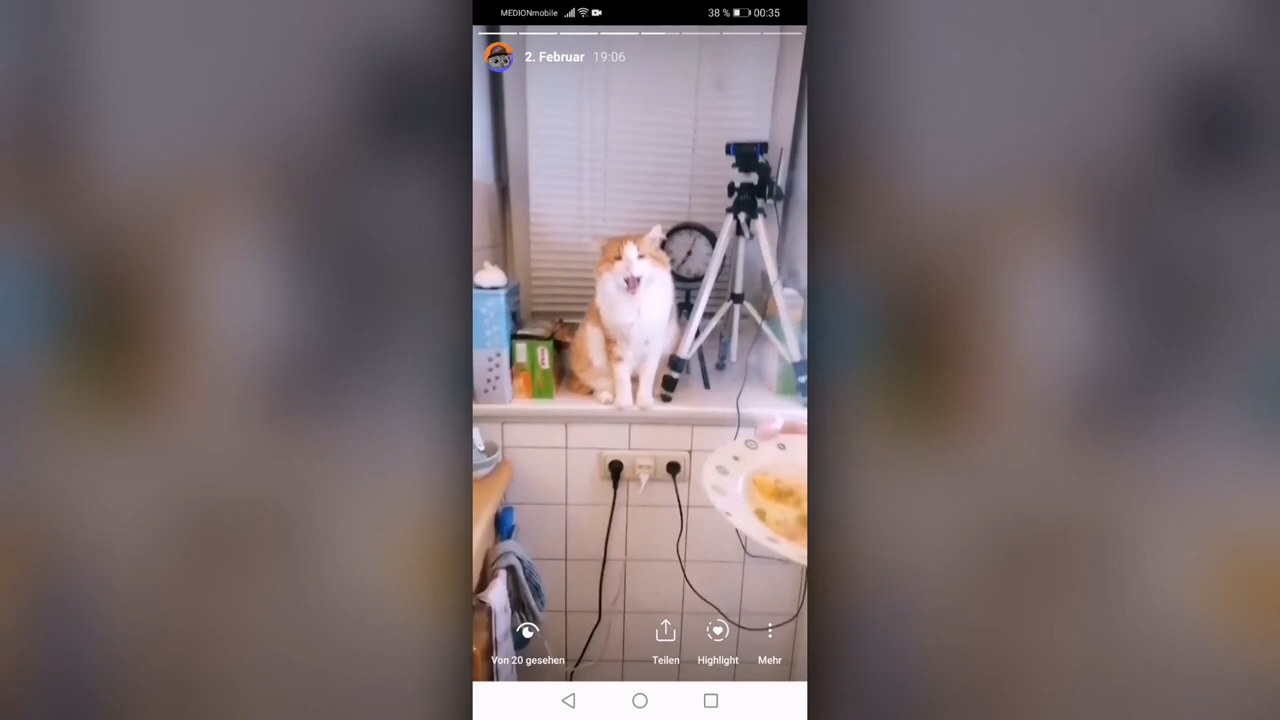 MEDIONmobile 38 % 00:35
2. Februar 19:06
Von 20 gesehen Teilen Highlight Mehr